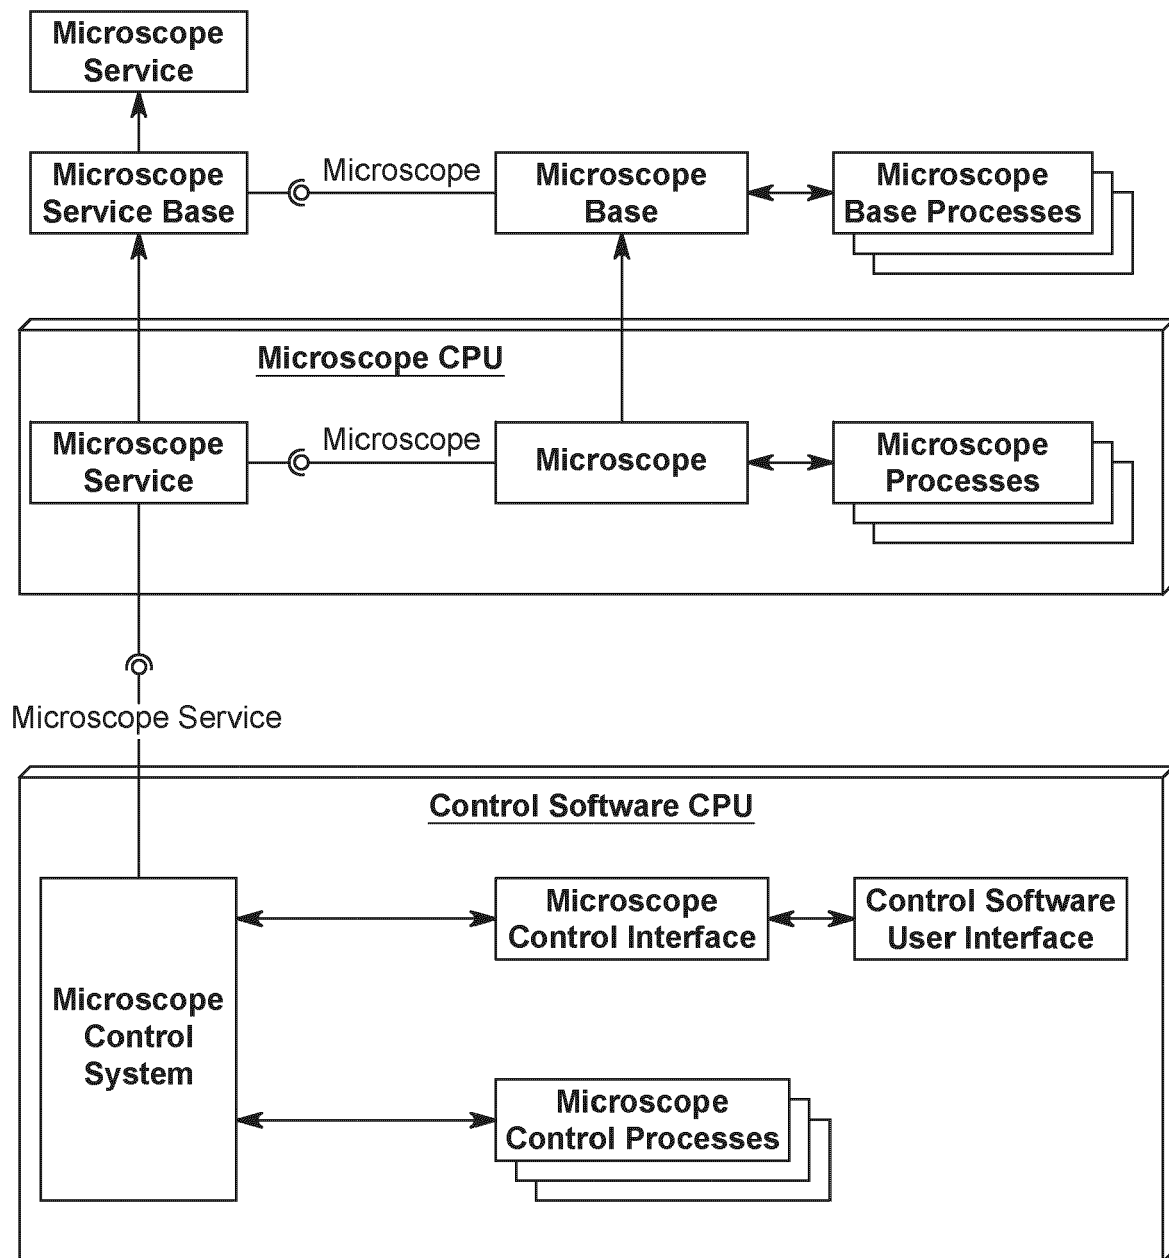 Microscope
Service
Microscope
Service Base
Microscope
Microscope
Base
Microscope
Base Processes
Microscope CPU
Microscope
Service
Microscope
Microscope
Microscope
Processes
Microscope Service
Control Software CPU
Microscope
Control
System
Microscope
Control Interface
Control Software
User Interface
Microscope
Control Processes